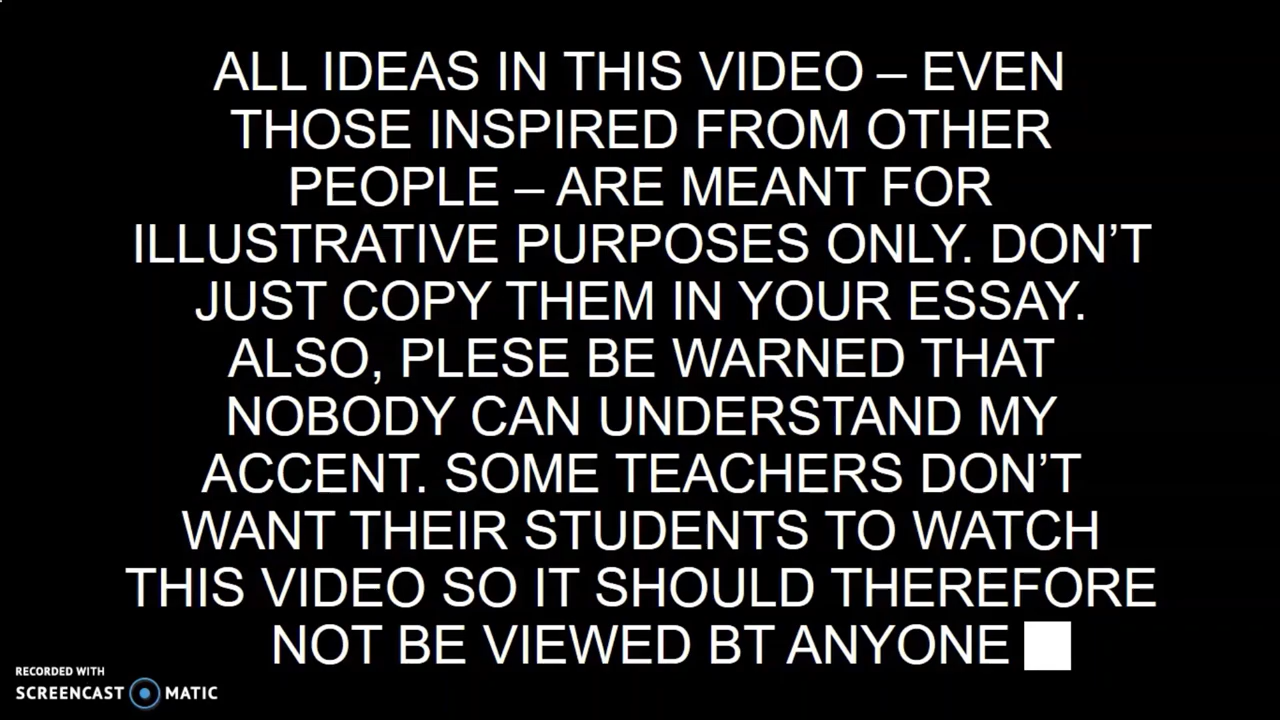 ALL IDEAS IN THIS VIDEO – EVEN
THOSE INSPIRED FROM OTHER
PEOPLE – ARE MEANT FOR
ILLUSTRATIVE PURPOSES ONLY. DON’T
JUST COPY THEM IN YOUR ESSAY.
ALSO, PLESE BE WARNED THAT
NOBODY CAN UNDERSTAND MY
ACCENT. SOME TEACHERS DON’T
WANT THEIR STUDENTS TO WATCH
THIS VIDEO SO IT SHOULD THEREFORE
NOT BE VIEWED BT ANYONE
RECORDED WITH
SCREENCAST MATIC